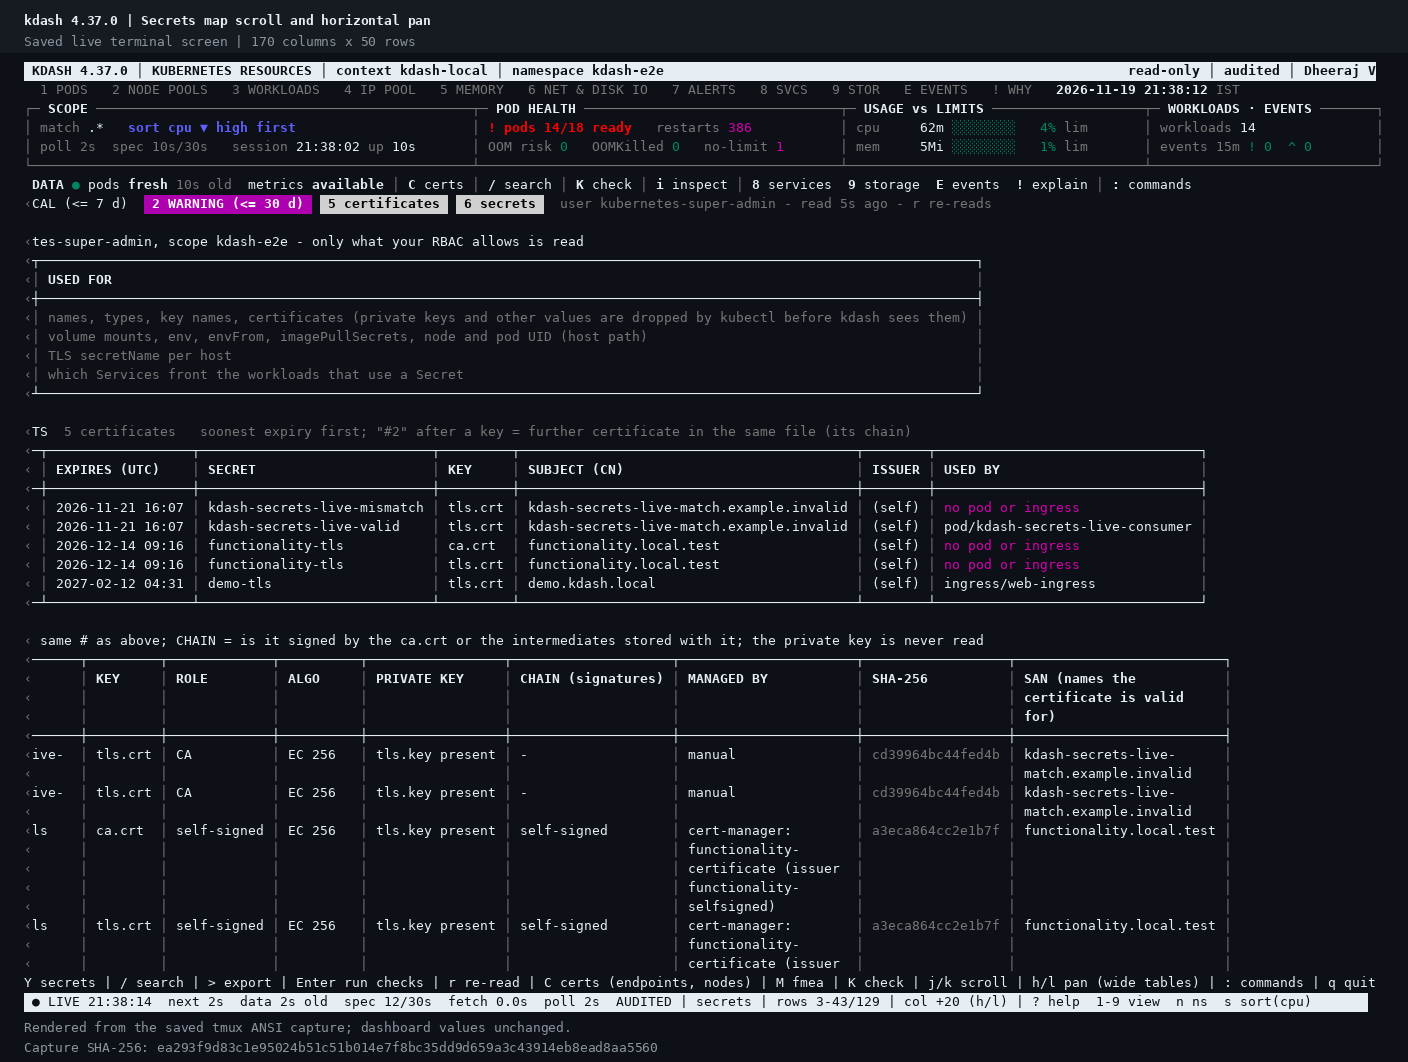 kdash 4.37.0 | Secrets map scroll and horizontal pan
Saved live terminal screen | 170 columns x 50 rows
KDASH 4.37.0 │ KUBERNETES RESOURCES │ context kdash-local │ namespace kdash-e2e read-only │ audited │ Dheeraj V
1 PODS 2 NODE POOLS 3 WORKLOADS 4 IP POOL 5 MEMORY 6 NET & DISK IO 7 ALERTS 8 SVCS 9 STOR E EVENTS ! WHY 2026-11-19 21:38:12 IST
SCOPE POD HEALTH USAGE vs LIMITS WORKLOADS · EVENTS
match .* sort cpu ▼ high first │ ! pods 14/18 ready restarts 386 │ cpu 62m ░░░░░░░░ 4% lim │ workloads 14
poll 2s spec 10s/30s session 21:38:02 up 10s │ OOM risk 0 OOMKilled 0 no-limit 1 │ mem 5Mi ░░░░░░░░ 1% lim │ events 15m ! 0 ^ 0
DATA ● pods fresh 10s old metrics available │ C certs │ / search │ K check │ i inspect │ 8 services 9 storage E events ! explain │ : commands
‹CAL (<= 7 d) 2 WARNING (<= 30 d) 5 certificates 6 secrets user kubernetes-super-admin - read 5s ago - r re-reads
‹tes-super-admin, scope kdash-e2e - only what your RBAC allows is read
‹│ USED FOR │
‹│ names, types, key names, certificates (private keys and other values are dropped by kubectl before kdash sees them) │
‹│ volume mounts, env, envFrom, imagePullSecrets, node and pod UID (host path) │
‹│ TLS secretName per host │
‹│ which Services front the workloads that use a Secret │
‹TS 5 certificates soonest expiry first; "#2" after a key = further certificate in the same file (its chain)
‹ │ EXPIRES (UTC) │ SECRET │ KEY │ SUBJECT (CN) │ ISSUER │ USED BY │
‹ │ 2026-11-21 16:07 │ kdash-secrets-live-mismatch │ tls.crt │ kdash-secrets-live-match.example.invalid │ (self) │ no pod or ingress │
‹ │ 2026-11-21 16:07 │ kdash-secrets-live-valid │ tls.crt │ kdash-secrets-live-match.example.invalid │ (self) │ pod/kdash-secrets-live-consumer │
‹ │ 2026-12-14 09:16 │ functionality-tls │ ca.crt │ functionality.local.test │ (self) │ no pod or ingress │
‹ │ 2026-12-14 09:16 │ functionality-tls │ tls.crt │ functionality.local.test │ (self) │ no pod or ingress │
‹ │ 2027-02-12 04:31 │ demo-tls │ tls.crt │ demo.kdash.local │ (self) │ ingress/web-ingress │
‹ same # as above; CHAIN = is it signed by the ca.crt or the intermediates stored with it; the private key is never read
‹ │ KEY │ ROLE │ ALGO │ PRIVATE KEY │ CHAIN (signatures) │ MANAGED BY │ SHA-256 │ SAN (names the │
‹ │ certificate is valid │
‹ │ for) │
‹ive- │ tls.crt │ CA │ EC 256 │ tls.key present │ - │ manual │ cd39964bc44fed4b │ kdash-secrets-live- │
‹ │ match.example.invalid │
‹ive- │ tls.crt │ CA │ EC 256 │ tls.key present │ - │ manual │ cd39964bc44fed4b │ kdash-secrets-live- │
‹ │ match.example.invalid │
‹ls │ ca.crt │ self-signed │ EC 256 │ tls.key present │ self-signed │ cert-manager: │ a3eca864cc2e1b7f │ functionality.local.test │
‹ │ functionality- │
‹ │ certificate (issuer │
‹ │ functionality- │
‹ │ selfsigned) │
‹ls │ tls.crt │ self-signed │ EC 256 │ tls.key present │ self-signed │ cert-manager: │ a3eca864cc2e1b7f │ functionality.local.test │
‹ │ functionality- │
‹ │ certificate (issuer │
Y secrets | / search | > export | Enter run checks | r re-read | C certs (endpoints, nodes) | M fmea | K check | j/k scroll | h/l pan (wide tables) | : commands | q quit
● LIVE 21:38:14 next 2s data 2s old spec 12/30s fetch 0.0s poll 2s AUDITED | secrets | rows 3-43/129 | col +20 (h/l) | ? help 1-9 view n ns s sort(cpu)
Rendered from the saved tmux ANSI capture; dashboard values unchanged.
Capture SHA-256: ea293f9d83c1e95024b51c51b014e7f8bc35dd9d659a3c43914eb8ead8aa5560